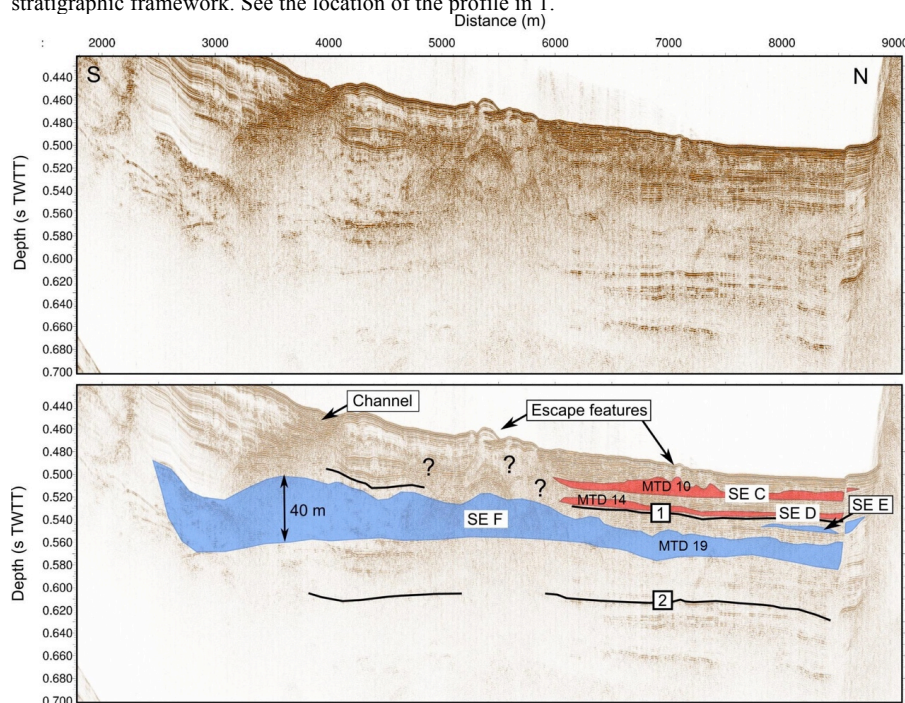 stratigraphic framework. See the location of the profile in 1.
Distance (m)
: 2000 3000 4000 5000 6000 7000 8000 9000
S N
Depth (s TWTT)
0.440
0.460
0.480
0.500
0.520
0.540
0.560
0.580
0.600
0.620
0.640
0.660
0.680
0.700
Depth (s TWTT)
0.440
0.460
0.480
0.500
0.520
0.540
0.560
0.580
0.600
0.620
0.640
0.660
0.680
0.700
Channel
Escape features
? ? ?
MTD 10
SE C
MTD 14
SE E
1
SE D
40 m
SE F
MTD 19
2